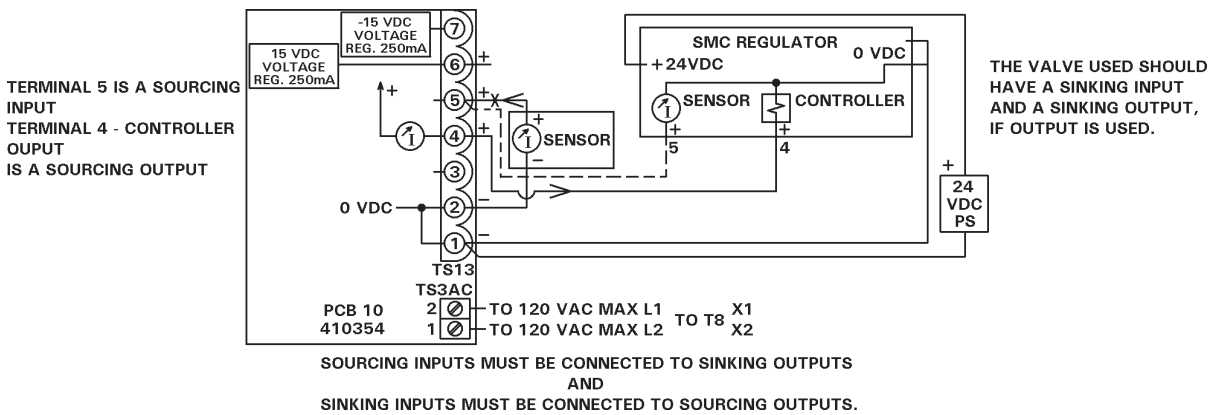 -15 VDC
VOLTAGE
REG. 250mA
7
15 VDC
VOLTAGE
REG. 250mA
6
+
SMC REGULATOR
0 VDC
+ 24VDC
TERMINAL 5 IS A SOURCING
INPUT
TERMINAL 4 - CONTROLLER
OUPUT
IS A SOURCING OUTPUT
THE VALVE USED SHOULD
HAVE A SINKING INPUT
AND A SINKING OUTPUT,
IF OUTPUT IS USED.
+
5
+
X
I
SENSOR
CONTROLLER
+
+
5
4
I
4
+
+
I
SENSOR
-
3
+
24
VDC
PS
0 VDC
2
-
1
-
TS13
TS3AC
PCB 10
410354
2
TO 120 VAC MAX L1
1
TO 120 VAC MAX L2
TO T8
X1
X2
SOURCING INPUTS MUST BE CONNECTED TO SINKING OUTPUTS
AND
SINKING INPUTS MUST BE CONNECTED TO SOURCING OUTPUTS.